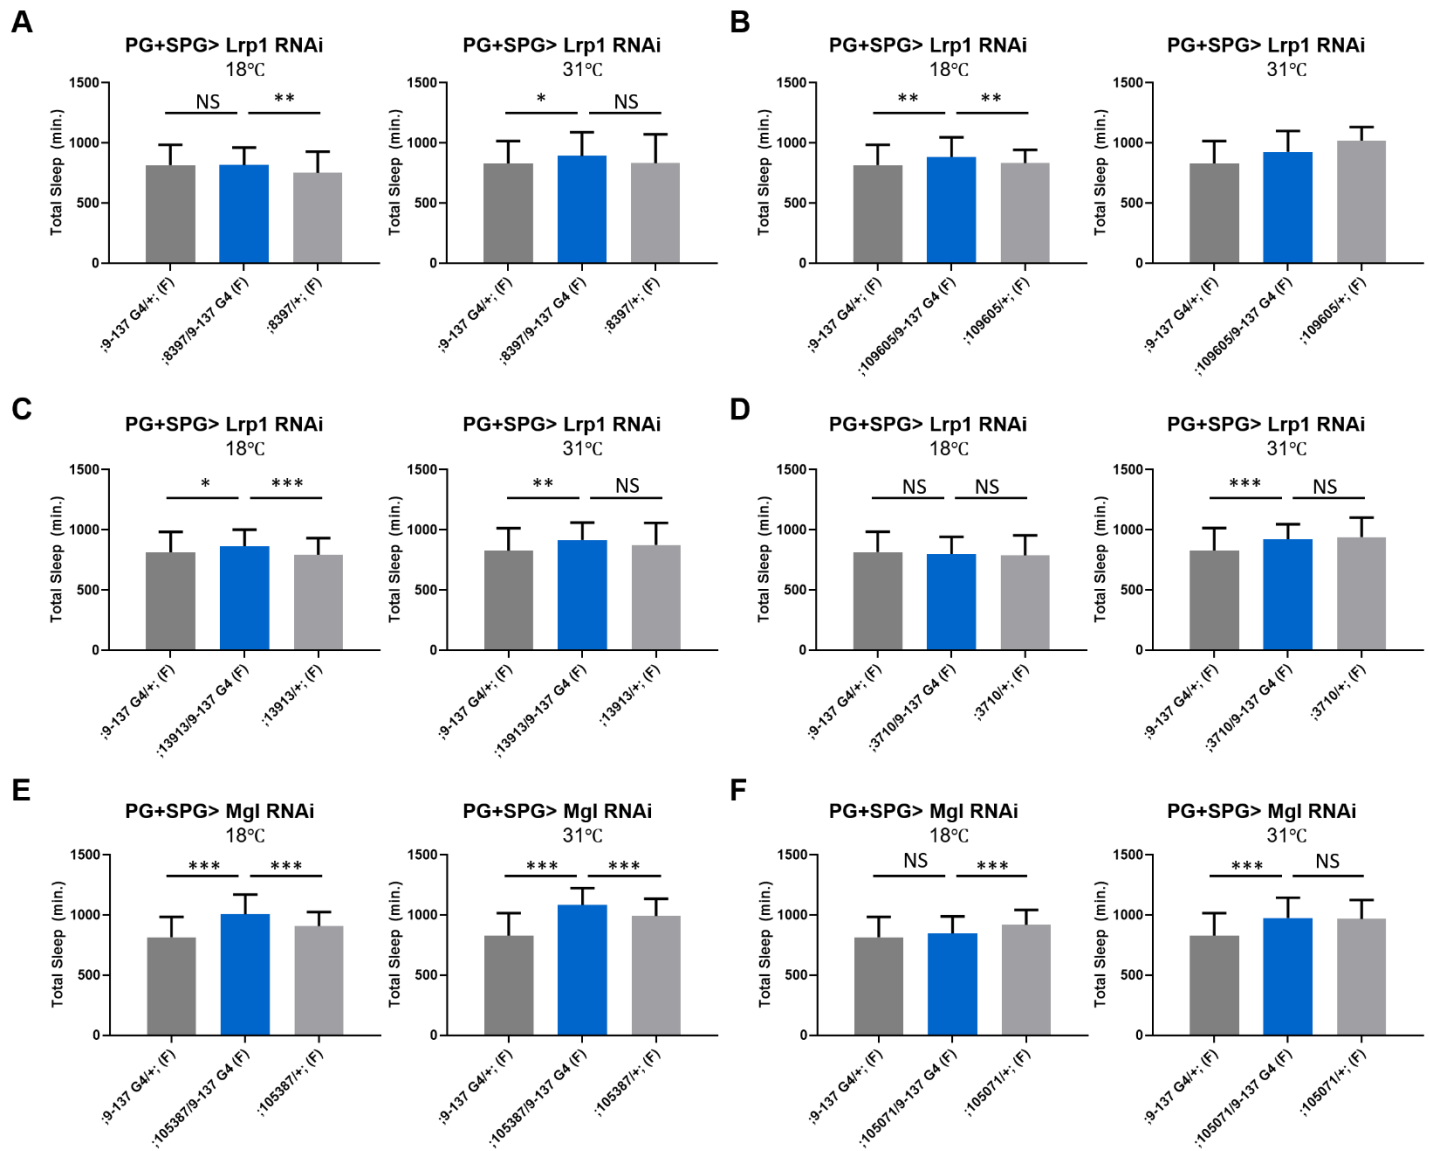 A
PG+SPG> Lrp1 RNAi
18℃
Total Sleep (min.)
1500
1000
500
0
NS
**
;9-137 G4/+; (F)
;8397/9-137 G4 (F)
;8397/+; (F)
PG+SPG> Lrp1 RNAi
31℃
Total Sleep (min.)
1500
1000
500
0
*
NS
;9-137 G4/+; (F)
;8397/9-137 G4 (F)
;8397/+; (F)
B
PG+SPG> Lrp1 RNAi
18℃
Total Sleep (min.)
1500
1000
500
0
**
**
;9-137 G4/+; (F)
;109605/9-137 G4 (F)
;109605/+; (F)
PG+SPG> Lrp1 RNAi
31℃
Total Sleep (min.)
1500
1000
500
0
;9-137 G4/+; (F)
;109605/9-137 G4 (F)
;109605/+; (F)
C
PG+SPG> Lrp1 RNAi
18℃
Total Sleep (min.)
1500
1000
500
0
*
***
;9-137 G4/+; (F)
;13913/9-137 G4 (F)
;13913/+; (F)
PG+SPG> Lrp1 RNAi
31℃
Total Sleep (min.)
1500
1000
500
0
**
NS
;9-137 G4/+; (F)
;13913/9-137 G4 (F)
;13913/+; (F)
D
PG+SPG> Lrp1 RNAi
18℃
Total Sleep (min.)
1500
1000
500
0
NS
NS
;9-137 G4/+; (F)
;3710/9-137 G4 (F)
;3710/+; (F)
PG+SPG> Lrp1 RNAi
31℃
Total Sleep (min.)
1500
1000
500
0
***
NS
;9-137 G4/+; (F)
;3710/9-137 G4 (F)
;3710/+; (F)
E
PG+SPG> Mgl RNAi
18℃
Total Sleep (min.)
1500
1000
500
0
***
***
;9-137 G4/+; (F)
;105387/9-137 G4 (F)
;105387/+; (F)
PG+SPG> Mgl RNAi
31℃
Total Sleep (min.)
1500
1000
500
0
***
***
;9-137 G4/+; (F)
;105387/9-137 G4 (F)
;105387/+; (F)
F
PG+SPG> Mgl RNAi
18℃
Total Sleep (min.)
1500
1000
500
0
NS
***
;9-137 G4/+; (F)
;105071/9-137 G4 (F)
;105071/+; (F)
PG+SPG> Mgl RNAi
31℃
Total Sleep (min.)
1500
1000
500
0
***
NS
;9-137 G4/+; (F)
;105071/9-137 G4 (F)
;105071/+; (F)